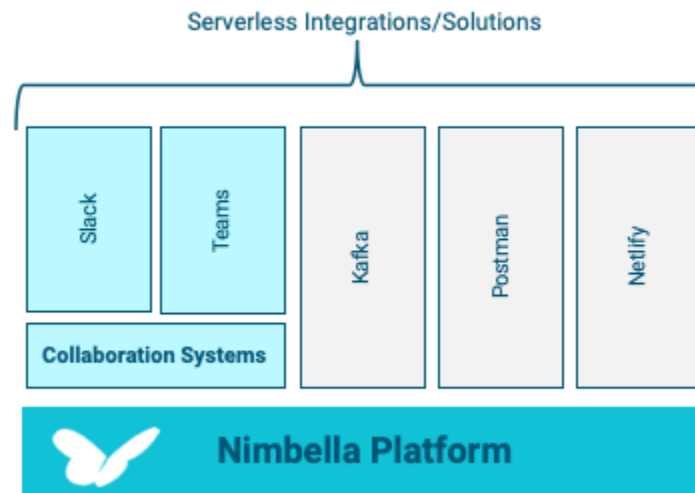 Serverless Integrations/Solutions
Slack
Teams
Kafka
Postman
Netlify
Collaboration Systems
Nimbella Platform